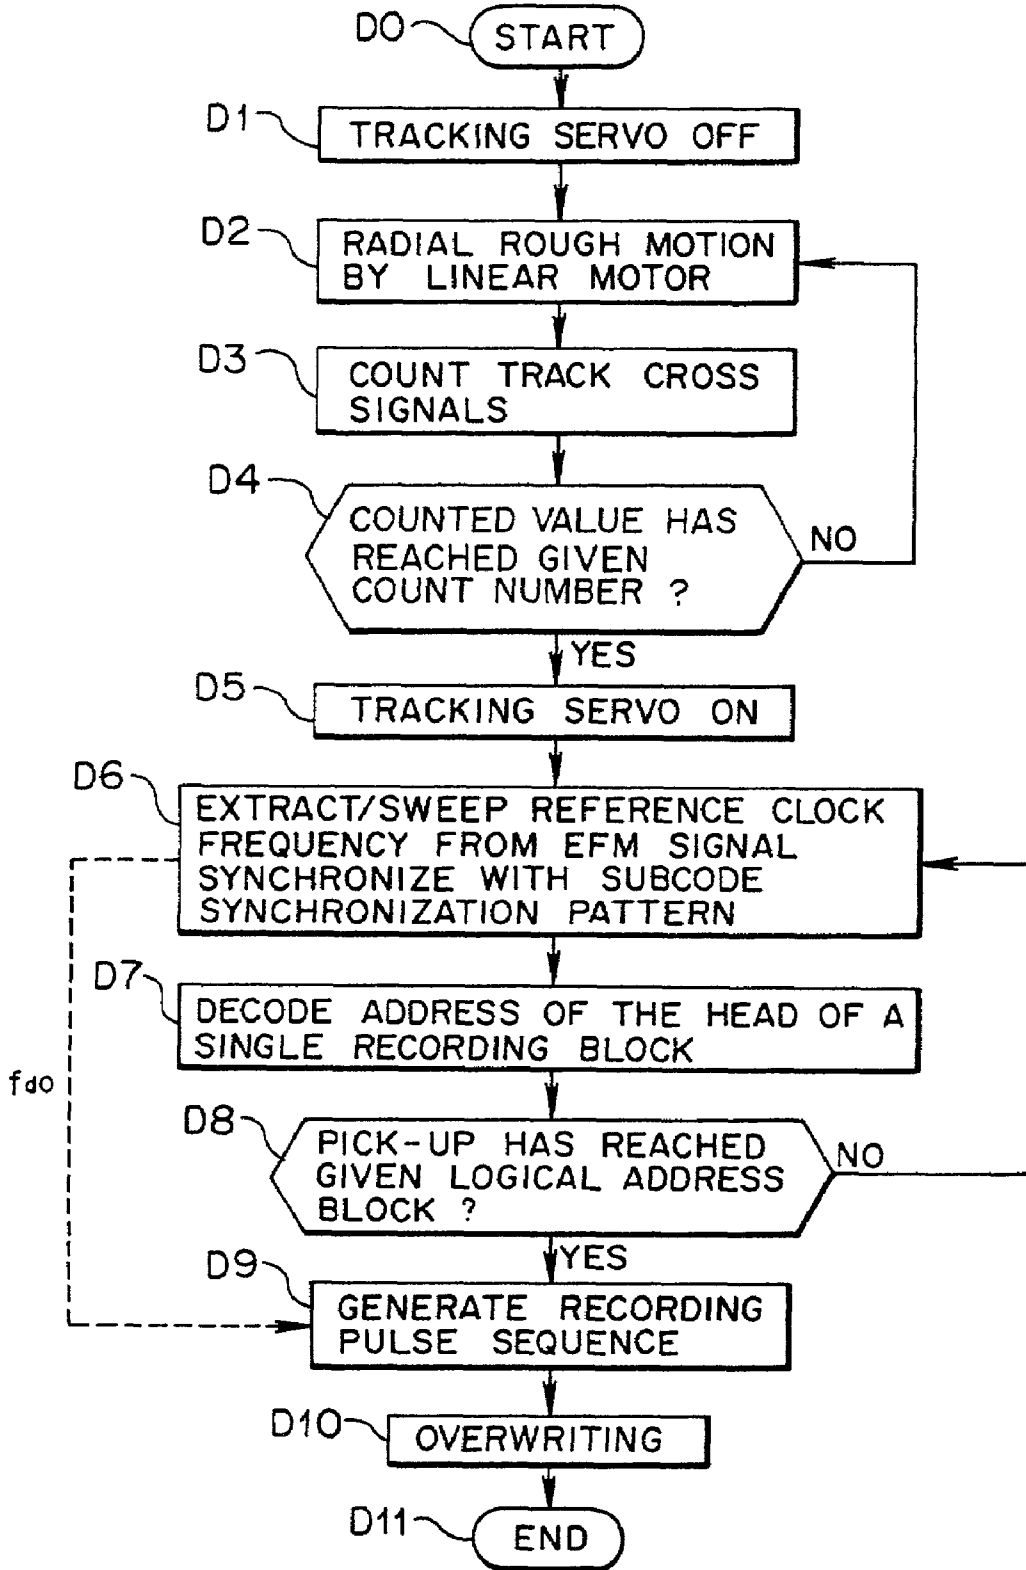 D0
START
D1
TRACKING SERVO OFF
D2
RADIAL ROUGH MOTION
BY LINEAR MOTOR
D3
COUNT TRACK CROSS
SIGNALS
D4
COUNTED VALUE HAS
REACHED GIVEN
COUNT NUMBER ?
NO
YES
D5
TRACKING SERVO ON
D6
EXTRACT/SWEEP REFERENCE CLOCK
FREQUENCY FROM EFM SIGNAL
SYNCHRONIZE WITH SUBCODE
SYNCHRONIZATION PATTERN
D7
DECODE ADDRESS OF THE HEAD OF A
SINGLE RECORDING BLOCK
fd0
D8
PICK-UP HAS REACHED
GIVEN LOGICAL ADDRESS
BLOCK ?
NO
YES
D9
GENERATE RECORDING
PULSE SEQUENCE
D10
OVERWRITING
D11
END